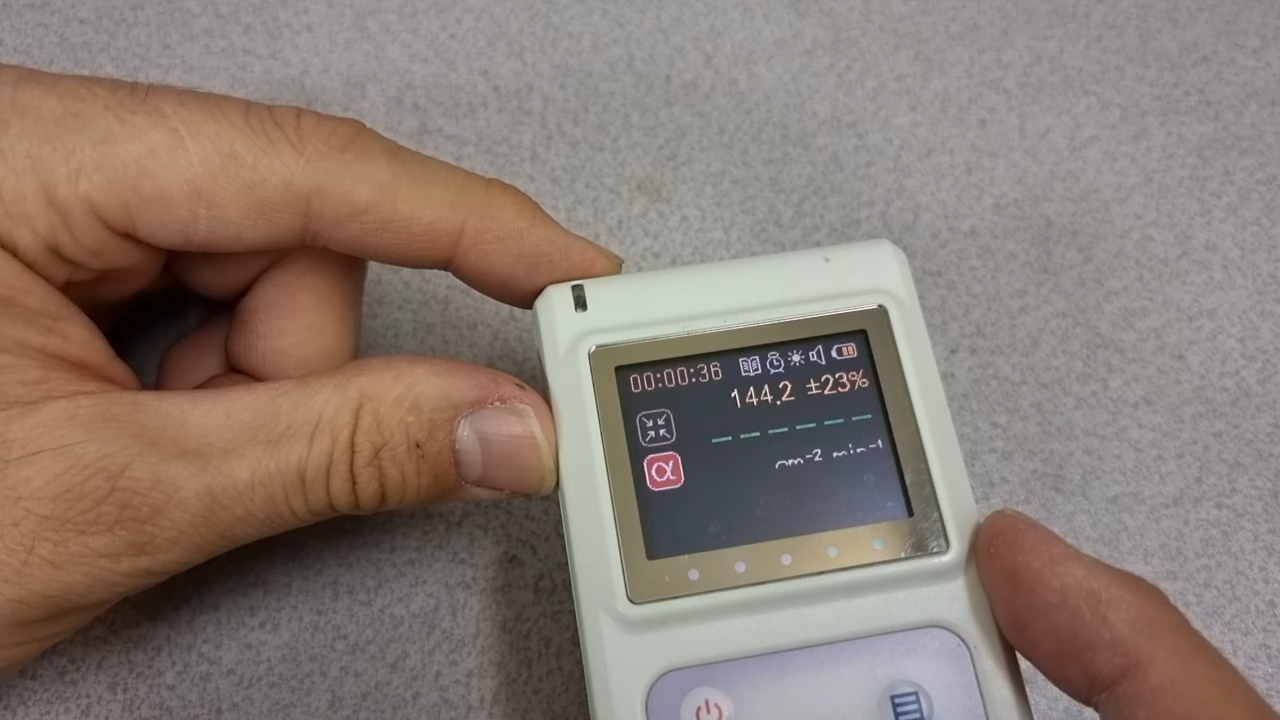 00:00:36
144.2 ±23%
α
cm⁻² min⁻¹